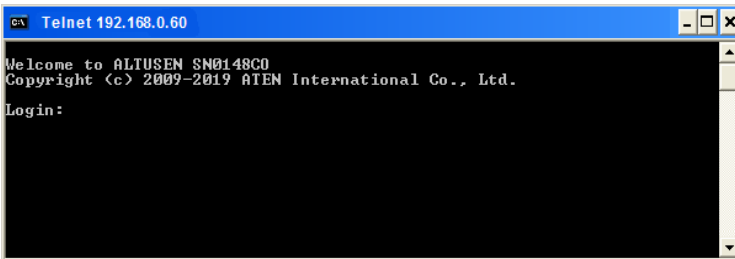 Telnet 192.168.0.60
Welcome to ALTUSEN SN0148CO
Copyright (c) 2009-2019 ATEN International Co., Ltd.
Login: